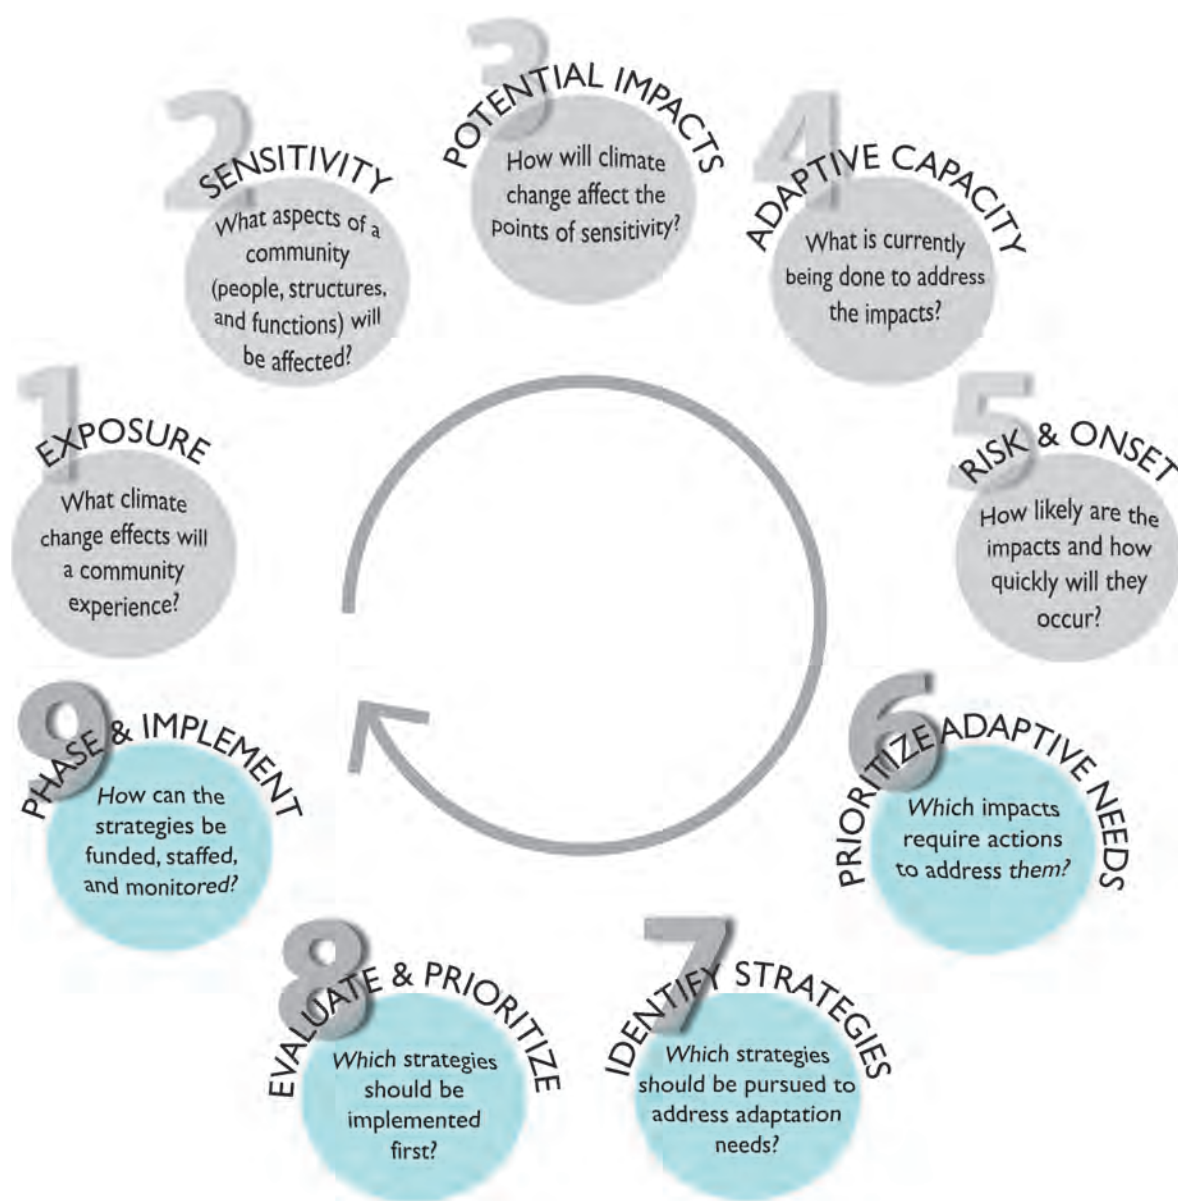 1
EXPOSURE
What climate
change effects will
a community
experience?
2
SENSITIVITY
What aspects of a
community
(people, structures,
and functions) will
be affected?
3
POTENTIAL IMPACTS
How will climate
change affect the
points of sensitivity?
4
ADAPTIVE CAPACITY
What is currently
being done to address
the impacts?
5
RISK & ONSET
How likely are the
impacts and how
quickly will they
occur?
6
PRIORITIZE ADAPTIVE NEEDS
Which impacts
require actions
to address them?
7
IDENTIFY STRATEGIES
Which strategies
should be pursued to
address adaptation
needs?
8
EVALUATE & PRIORITIZE
Which strategies
should be
implemented
first?
9
PHASE & IMPLEMENT
How can the
strategies be
funded, staffed,
and monitored?